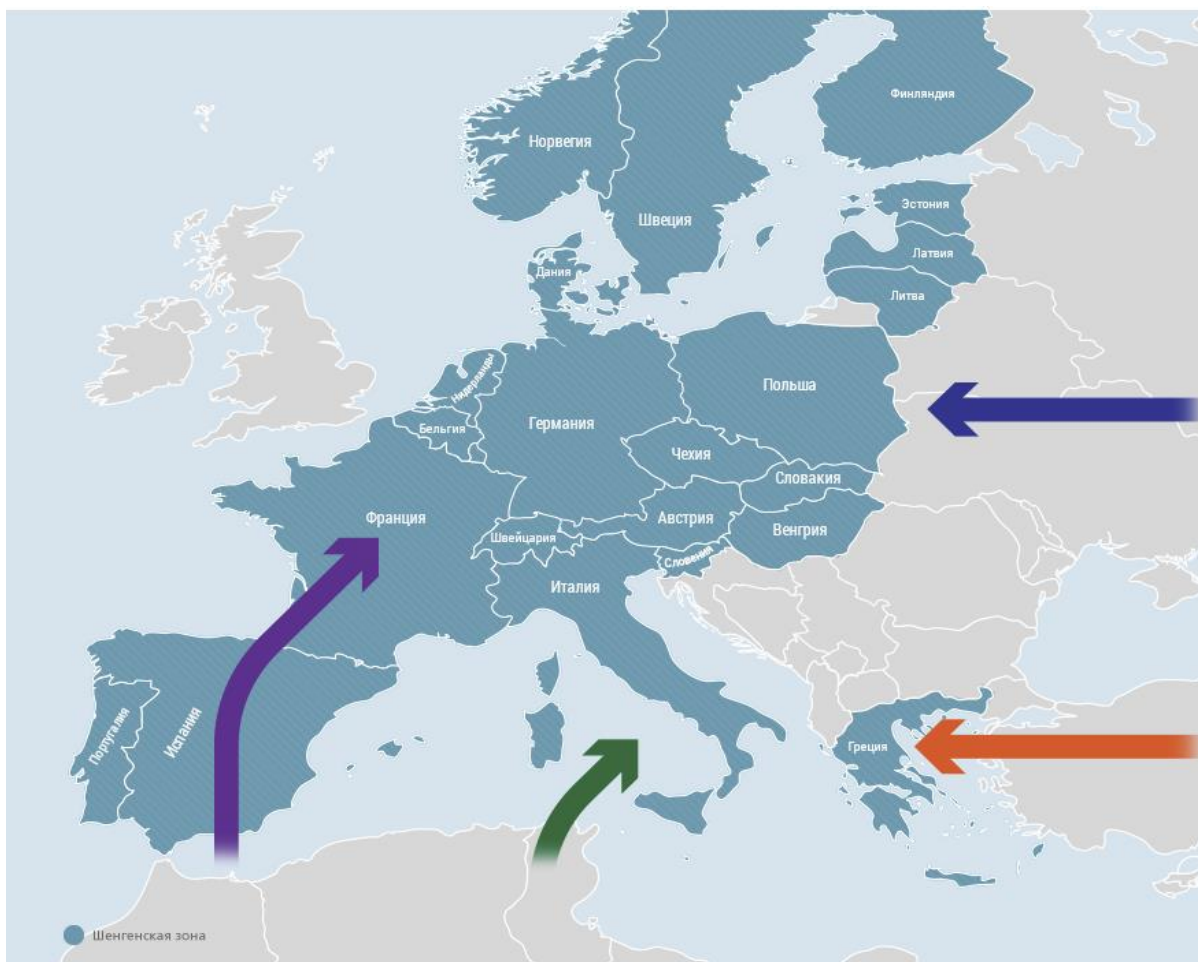 Финляндия
Норвегия
Швеция
Эстония
Латвия
Дания
Литва
Нидерланды
Польша
Бельгия
Германия
Чехия
Словакия
Франция
Австрия
Венгрия
Швейцария
Словения
Италия
Португалия
Испания
Греция
Шенгенская зона